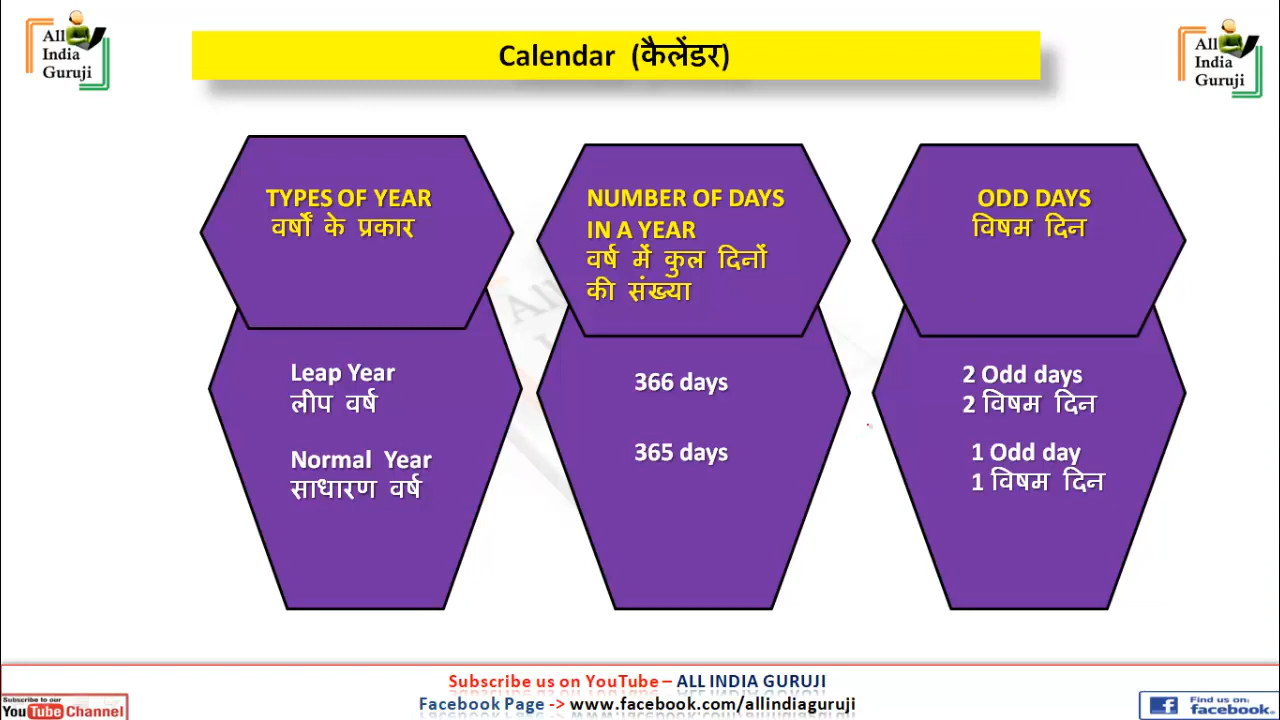 All
India
Guruji
Calendar (कैलेंडर)
All
India
Guruji
TYPES OF YEAR
वर्षों के प्रकार
NUMBER OF DAYS
IN A YEAR
वर्ष में कुल दिनों
की संख्या
ODD DAYS
विषम दिन
Leap Year
लीप वर्ष
Normal Year
साधारण वर्ष
366 days
365 days
2 Odd days
2 विषम दिन
1 Odd day
1 विषम दिन
Subscribe us on YouTube – ALL INDIA GURUJI
Facebook Page -> www.facebook.com/allindiaguruji
Subscribe to our
YouTube Channel
Find us on:
facebook.